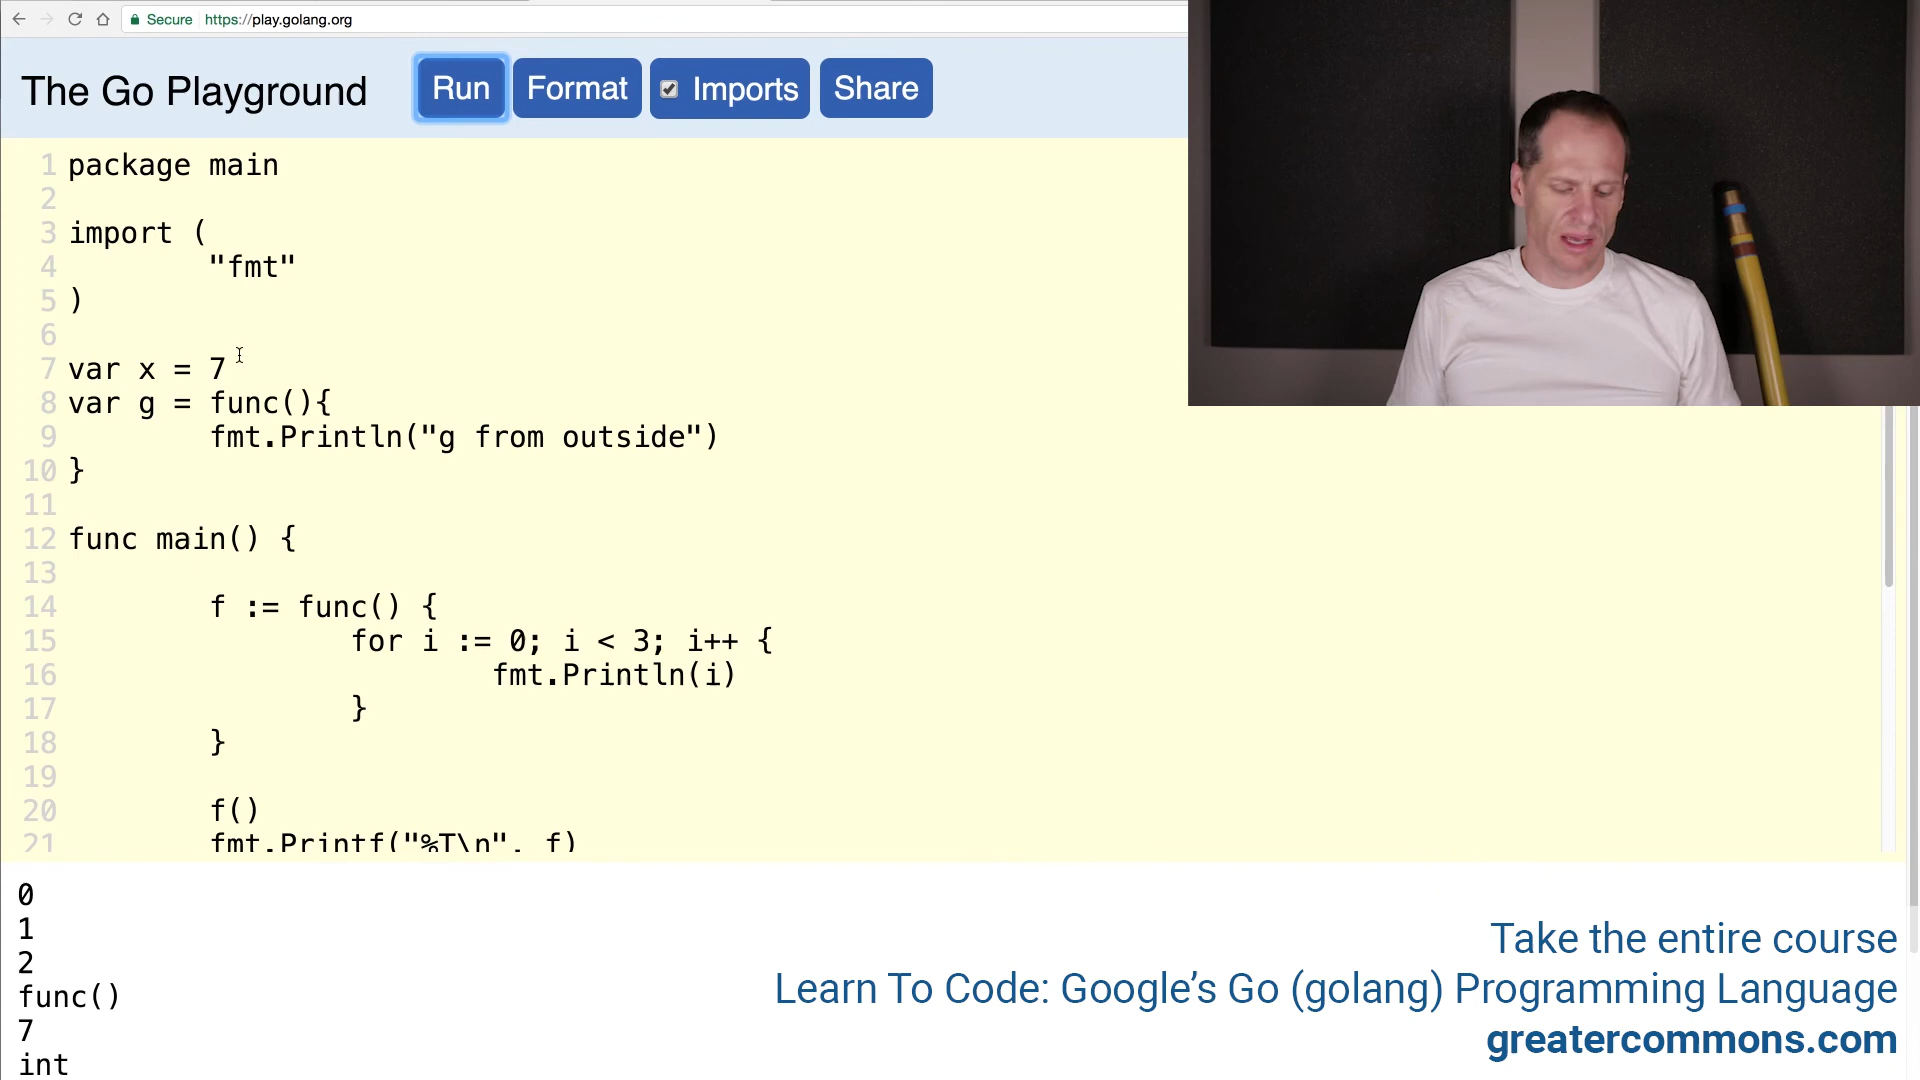 Secure https://play.golang.org
The Go Playground Run Format Imports Share
1 package main
2
3 import (
4 "fmt"
5 )
6
7 var x = 7
8 var g = func(){
9 fmt.Println("g from outside")
10 }
11
12 func main() {
13
14 f := func() {
15 for i := 0; i < 3; i++ {
16 fmt.Println(i)
17 }
18 }
19
20 f()
21 fmt.Printf("%T\n", f)
0
1
2
func()
7
int
Take the entire course
Learn To Code: Google’s Go (golang) Programming Language
greatercommons.com